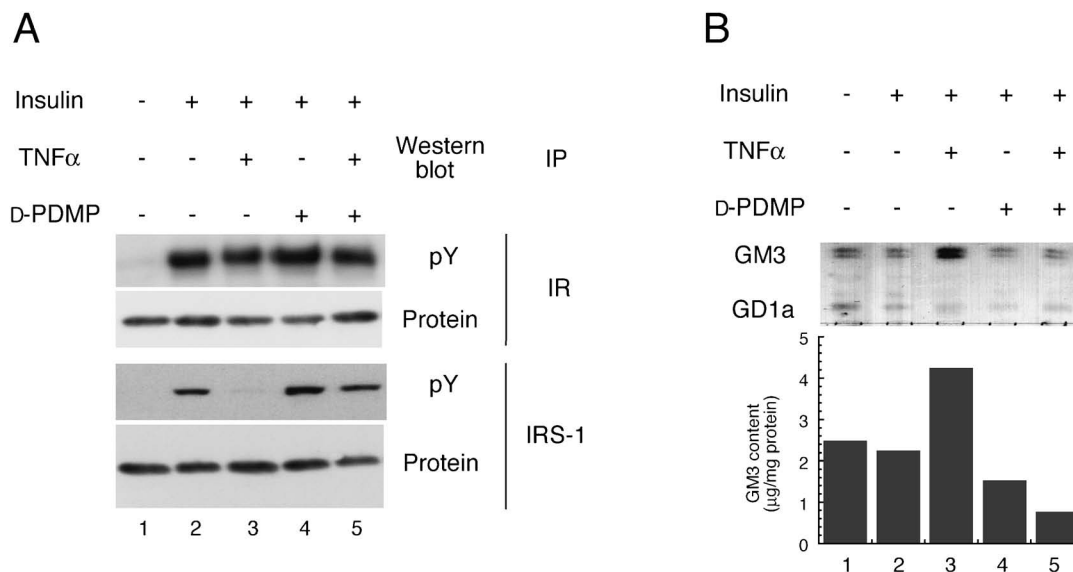 A
Insulin - + + + +
TNFα - - + - +
D-PDMP - - - + +
Western
blot
IP
pY
Protein
IR
pY
Protein
IRS-1
1 2 3 4 5
B
Insulin - + + + +
TNFα - - + - +
D-PDMP - - - + +
GM3
GD1a
GM3 content
(μg/mg protein)
5
4
3
2
1
0
1 2 3 4 5